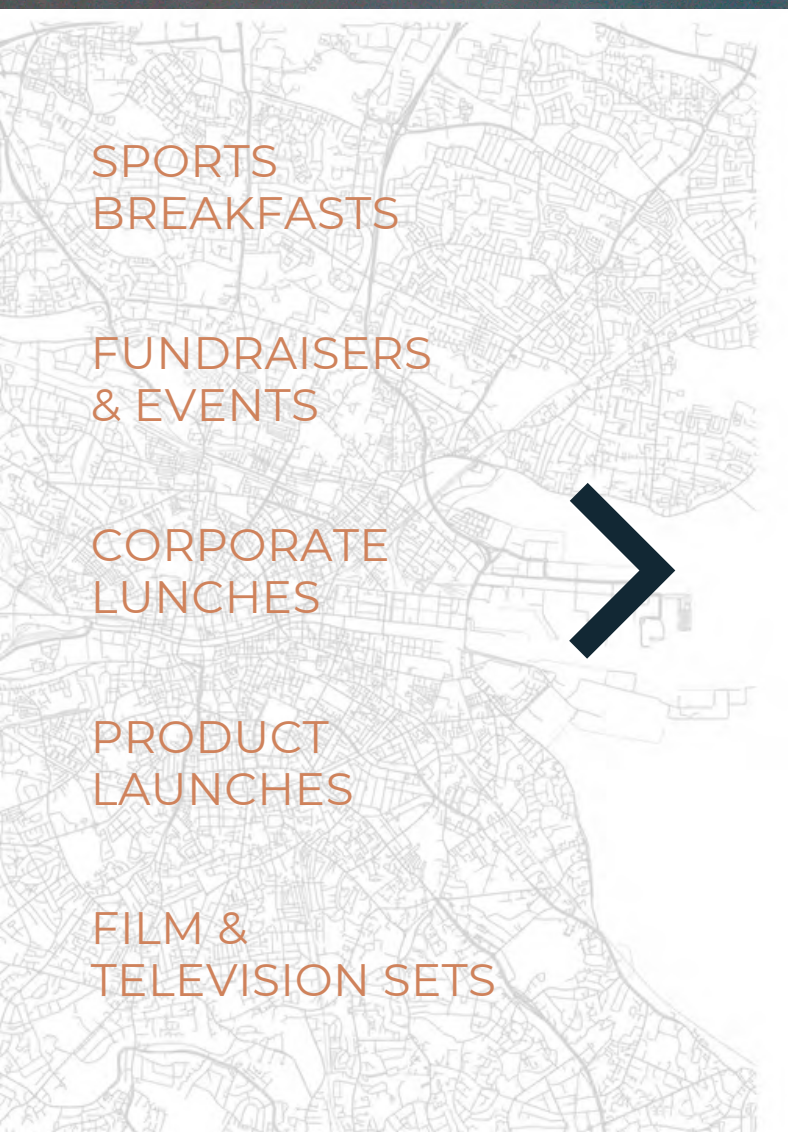 SPORTS
BREAKFASTS
FUNDRAISERS
& EVENTS
CORPORATE
LUNCHES
PRODUCT
LAUNCHES
FILM &
TELEVISION SETS